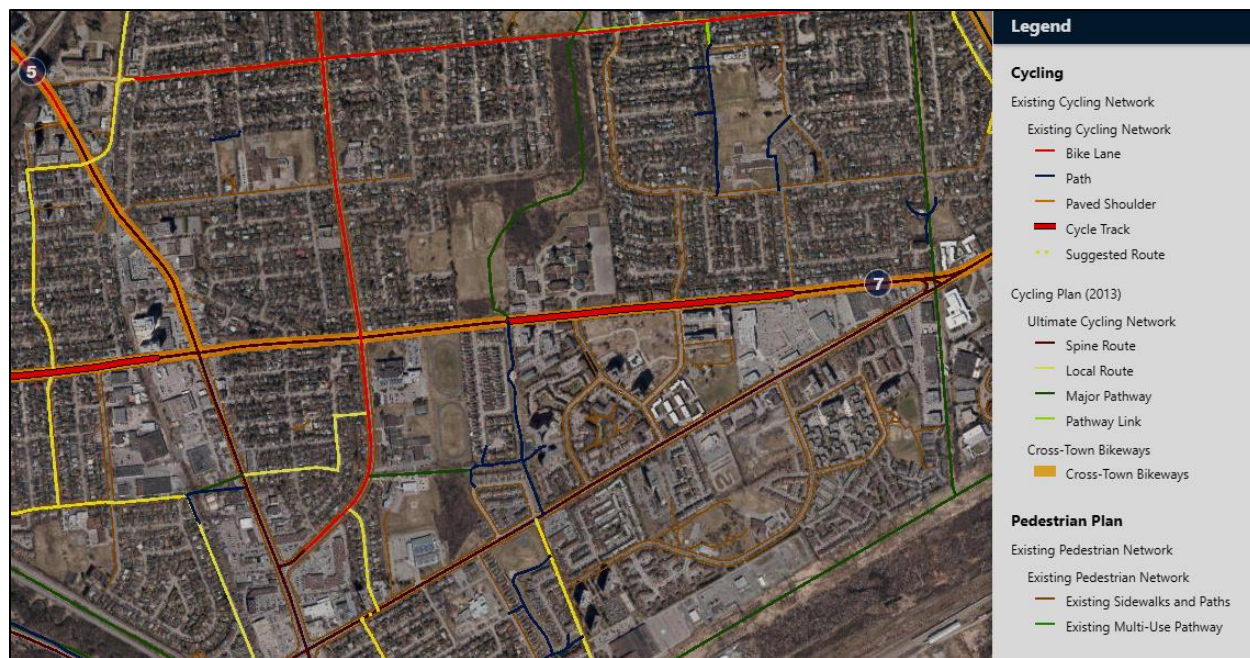 5
7
Legend
Cycling
Existing Cycling Network
Existing Cycling Network
Bike Lane
Path
Paved Shoulder
Cycle Track
Suggested Route
Cycling Plan (2013)
Ultimate Cycling Network
Spine Route
Local Route
Major Pathway
Pathway Link
Cross-Town Bikeways
Cross-Town Bikeways
Pedestrian Plan
Existing Pedestrian Network
Existing Pedestrian Network
Existing Sidewalks and Paths
Existing Multi-Use Pathway